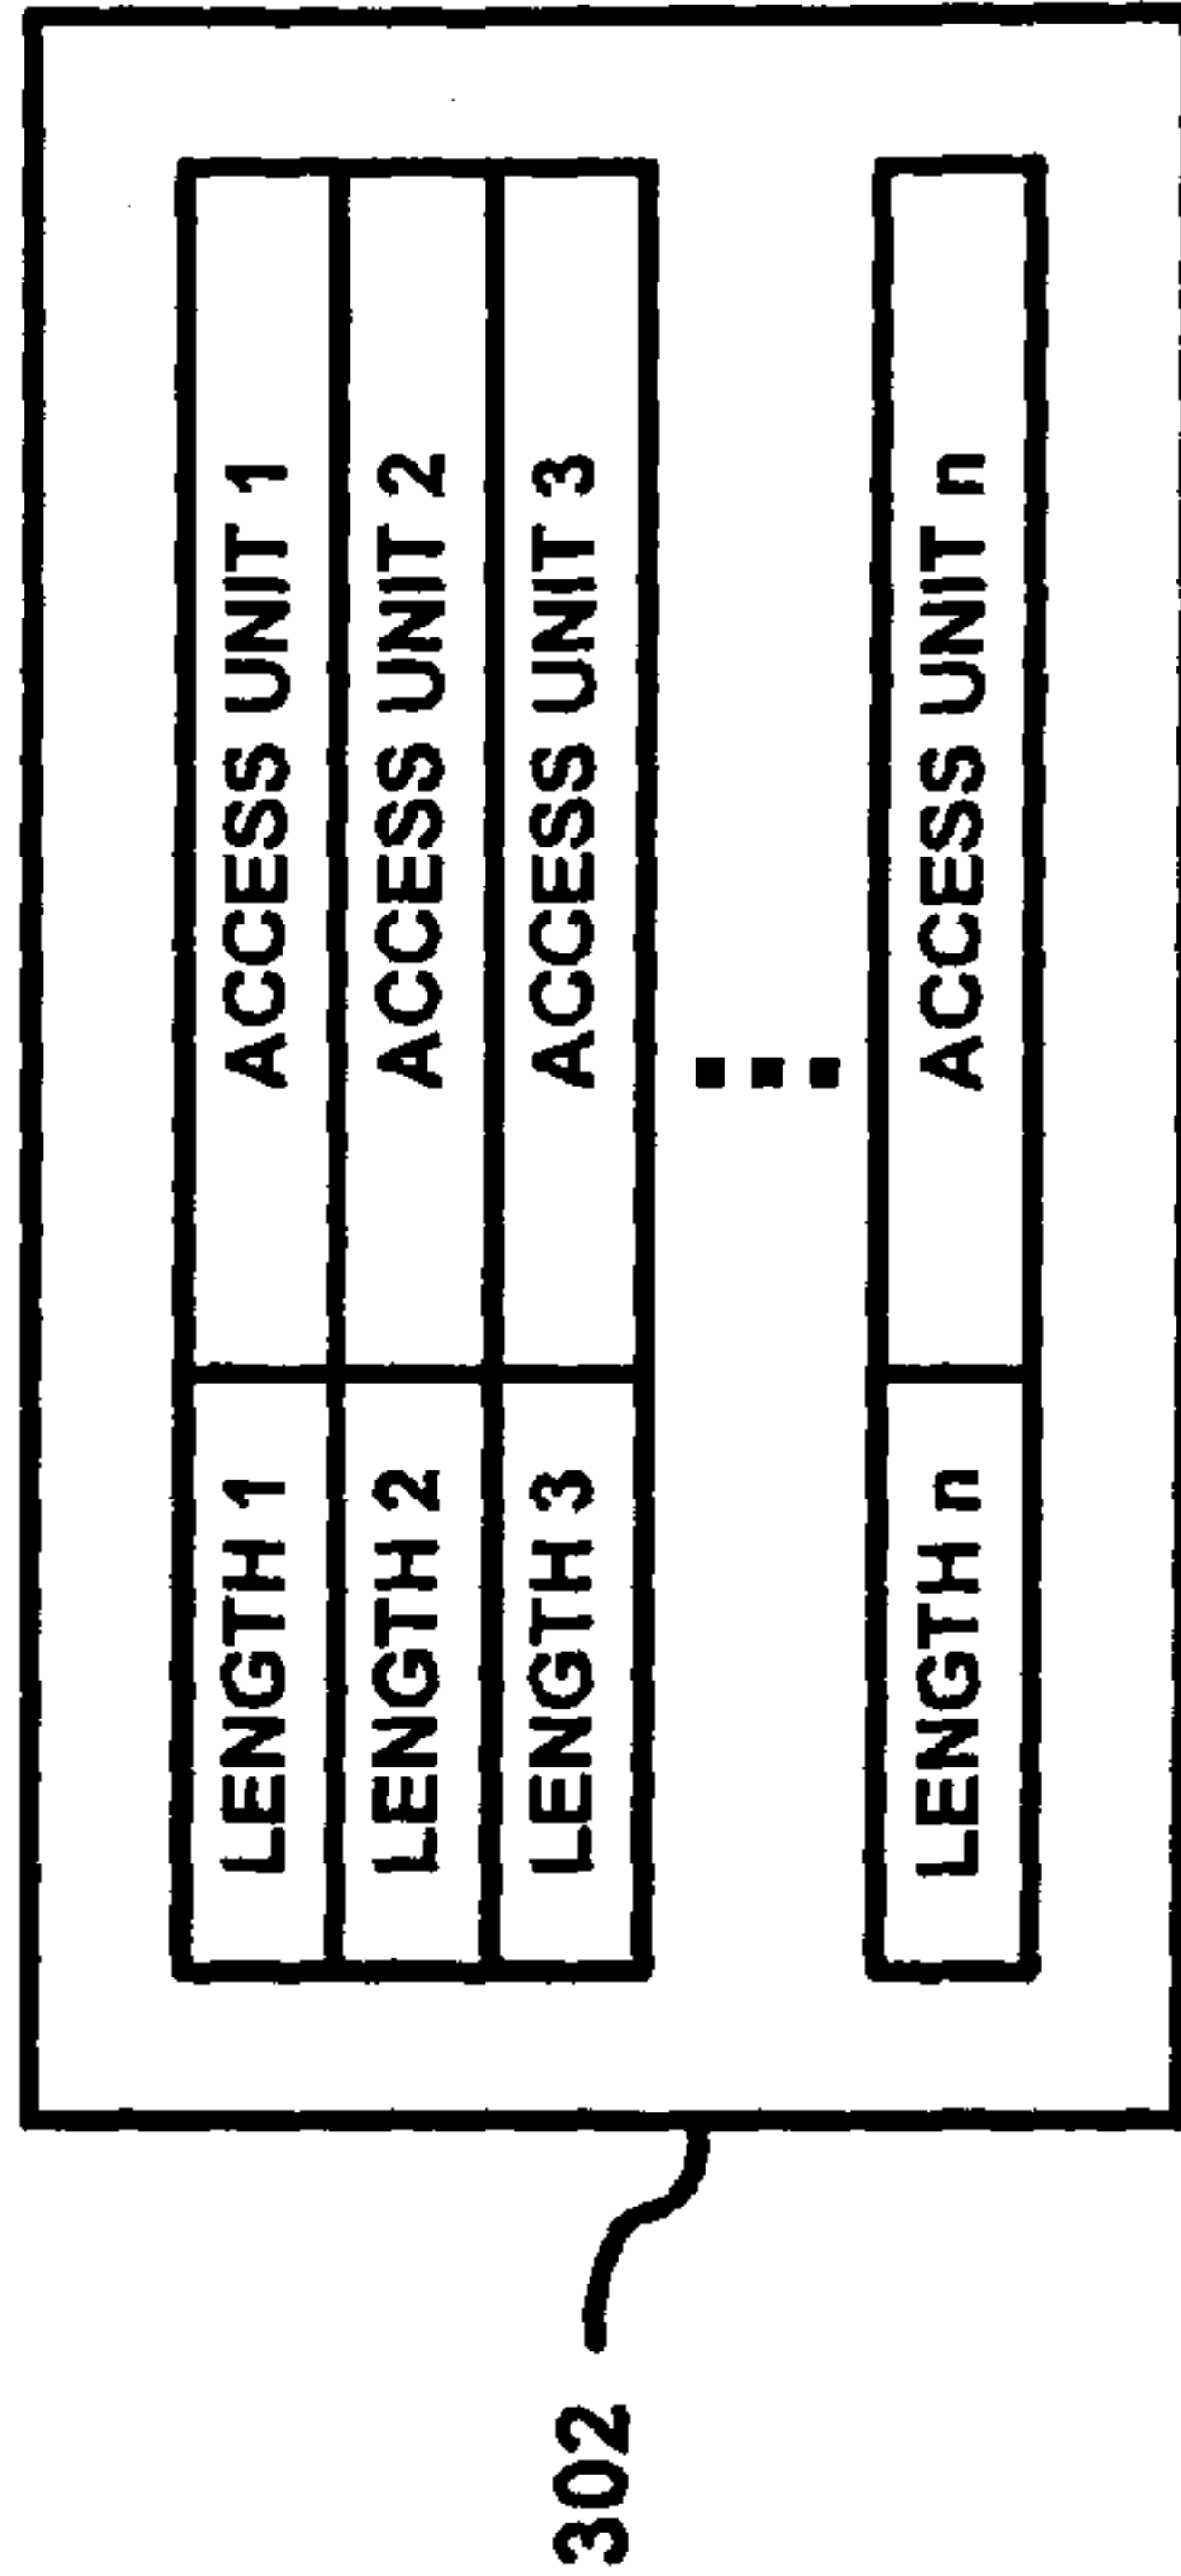 LENGTH 1 ACCESS UNIT 1
LENGTH 2 ACCESS UNIT 2
LENGTH 3 ACCESS UNIT 3
LENGTH n ACCESS UNIT n
302